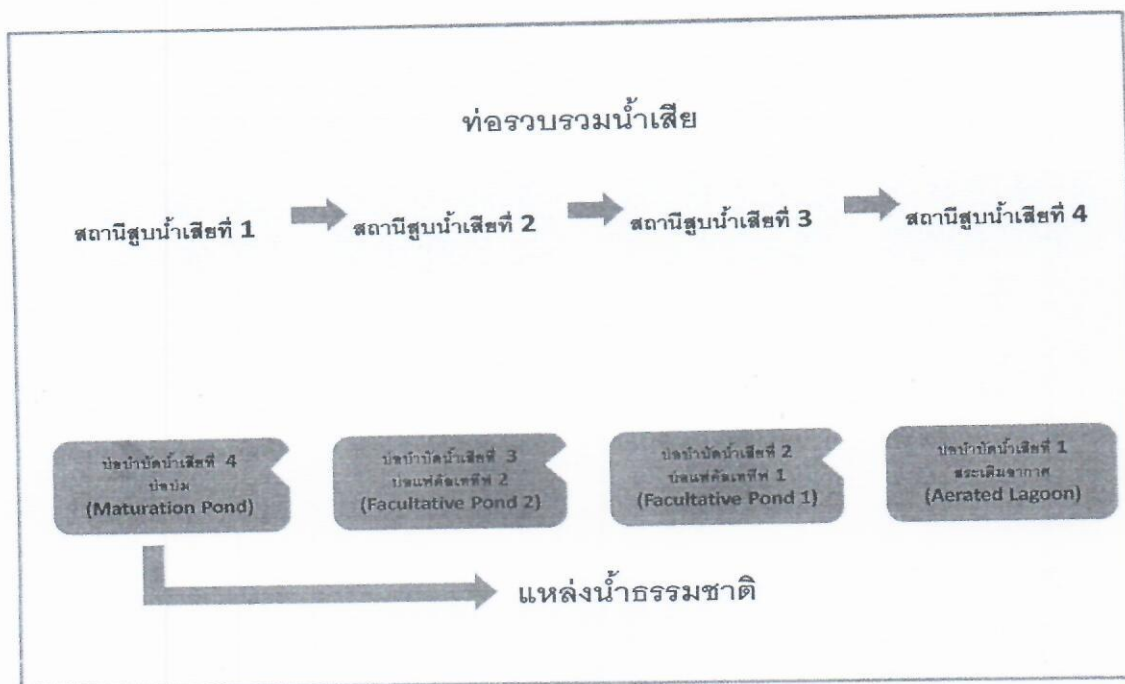 ท่อรวบรวมน้ำเสีย
สถานีสูบน้ำเสียที่ 1
สถานีสูบน้ำเสียที่ 2
สถานีสูบน้ำเสียที่ 3
สถานีสูบน้ำเสียที่ 4
บ่อบำบัดน้ำเสียที่ 4
บ่อบ่ม
(Maturation Pond)
บ่อบำบัดน้ำเสียที่ 3
บ่อแฟคัลเททีฟ 2
(Facultative Pond 2)
บ่อบำบัดน้ำเสียที่ 2
บ่อแฟคัลเททีฟ 1
(Facultative Pond 1)
บ่อบำบัดน้ำเสียที่ 1
สระเติมอากาศ
(Aerated Lagoon)
แหล่งน้ำธรรมชาติ